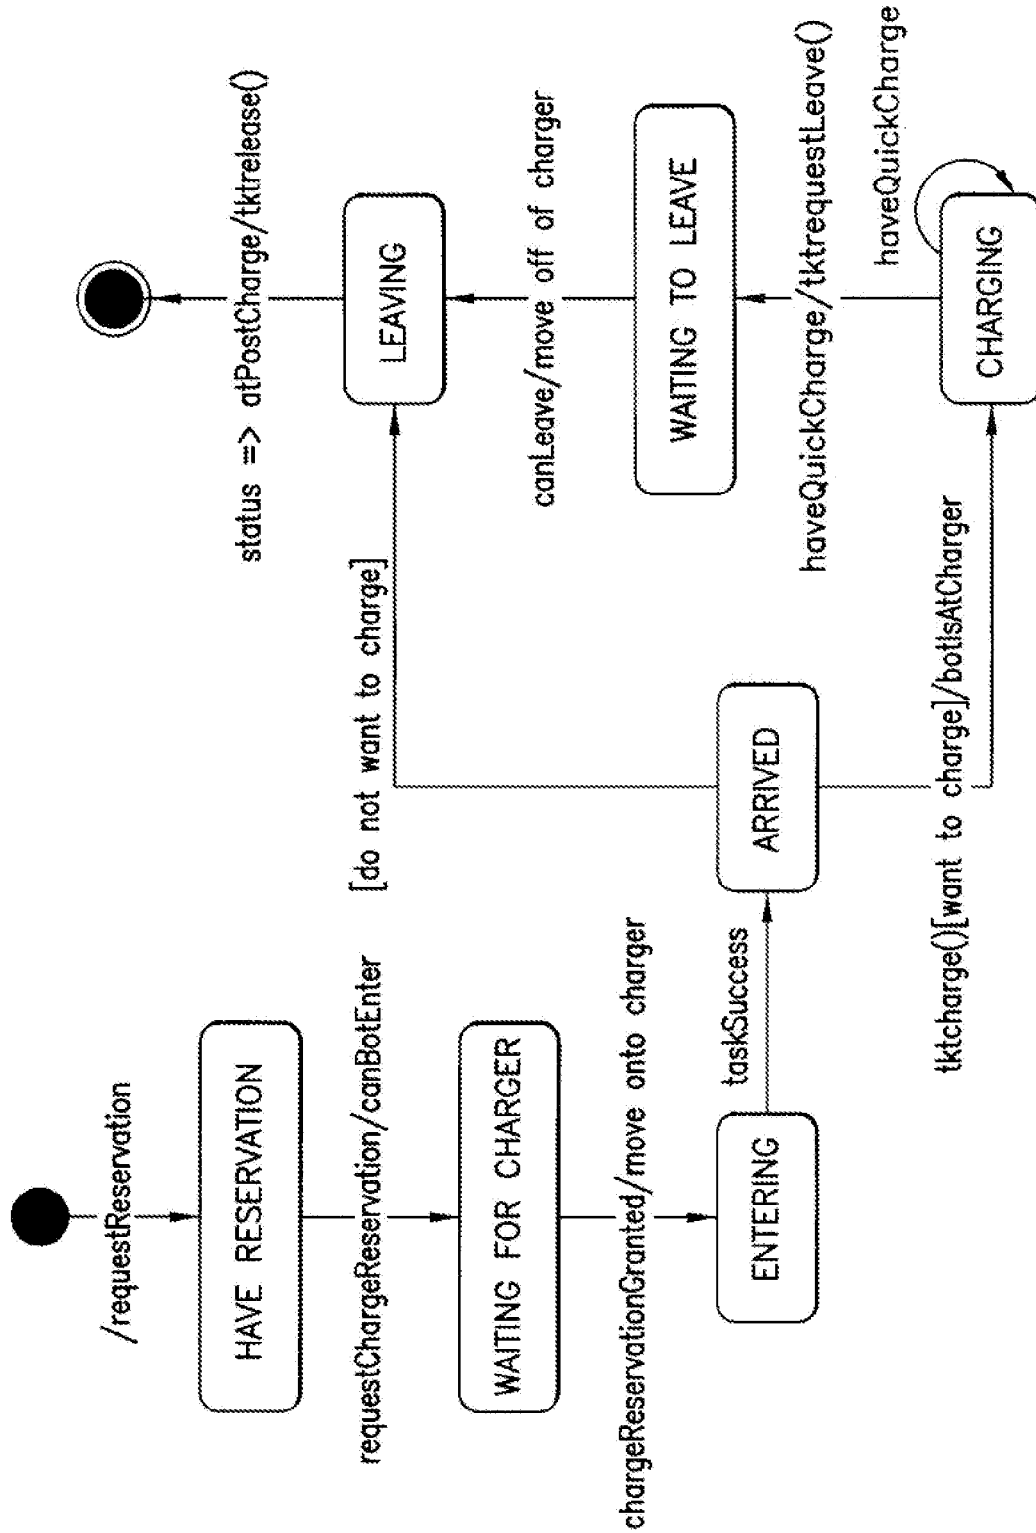 /requestReservation
HAVE RESERVATION
requestChargeReservation/canBotEnter
WAITING FOR CHARGER
chargeReservationGranted/move onto charger
ENTERING
taskSuccess
ARRIVED
[do not want to charge]
tktcharge()[want to charge]/botIsAtCharger
CHARGING
haveQuickCharge
haveQuickCharge/tktrequestLeave()
WAITING TO LEAVE
canLeave/move off of charger
LEAVING
status => atPostCharge/tktrelease()